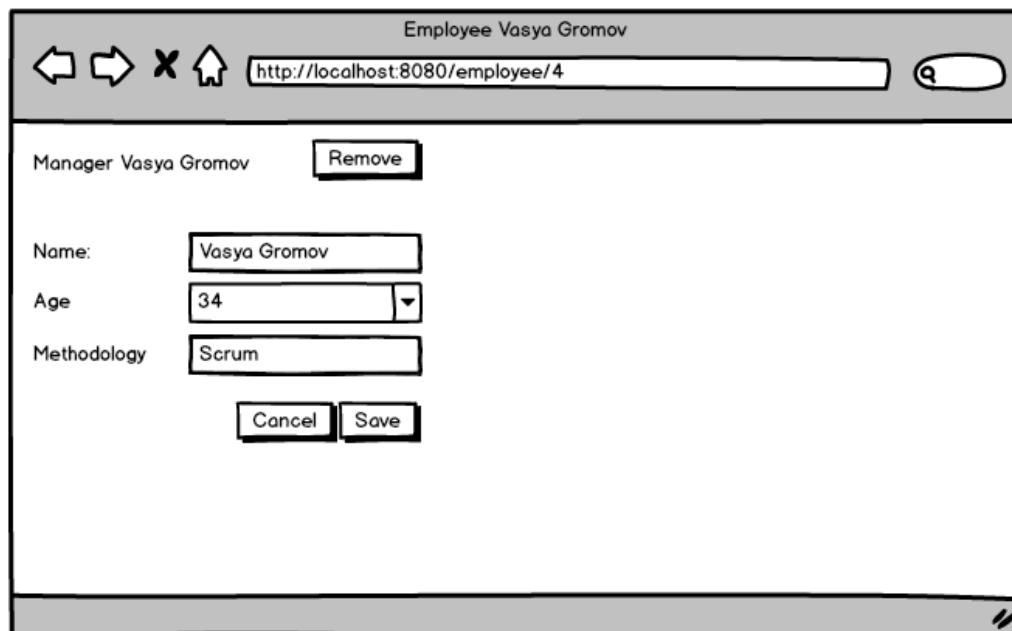 Employee Vasya Gromov
http://localhost:8080/employee/4
Manager Vasya Gromov Remove
Name: Vasya Gromov
Age 34
Methodology Scrum
Cancel Save